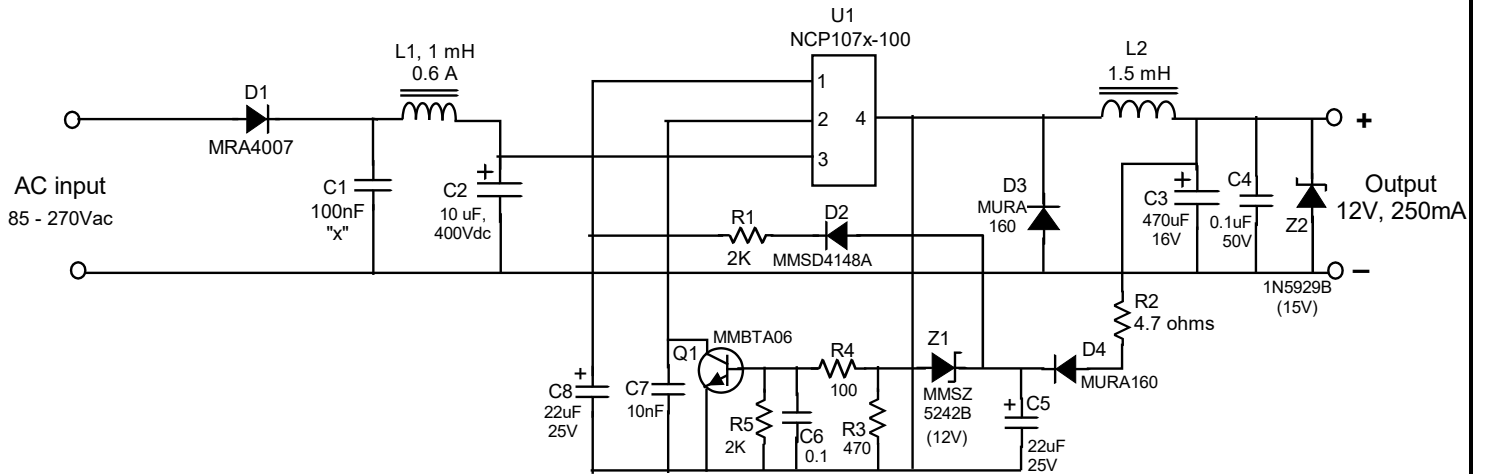 U1
NCP107x-100
L1, 1 mH
0.6 A
L2
1.5 mH
D1
MRA4007
1
2
3
4
+
AC input
85 - 270Vac
C1
100nF
"x"
+
C2
10 uF,
400Vdc
R1
2K
D2
MMSD4148A
D3
MURA
160
+
C3
470uF
16V
C4
0.1uF
50V
Z2
Output
12V, 250mA
–
1N5929B
(15V)
R2
4.7 ohms
MMBTA06
Q1
R4
100
Z1
MMSZ
5242B
(12V)
D4
MURA160
+
C8
22uF
25V
C7
10nF
R5
2K
C6
0.1
R3
470
+
C5
22uF
25V